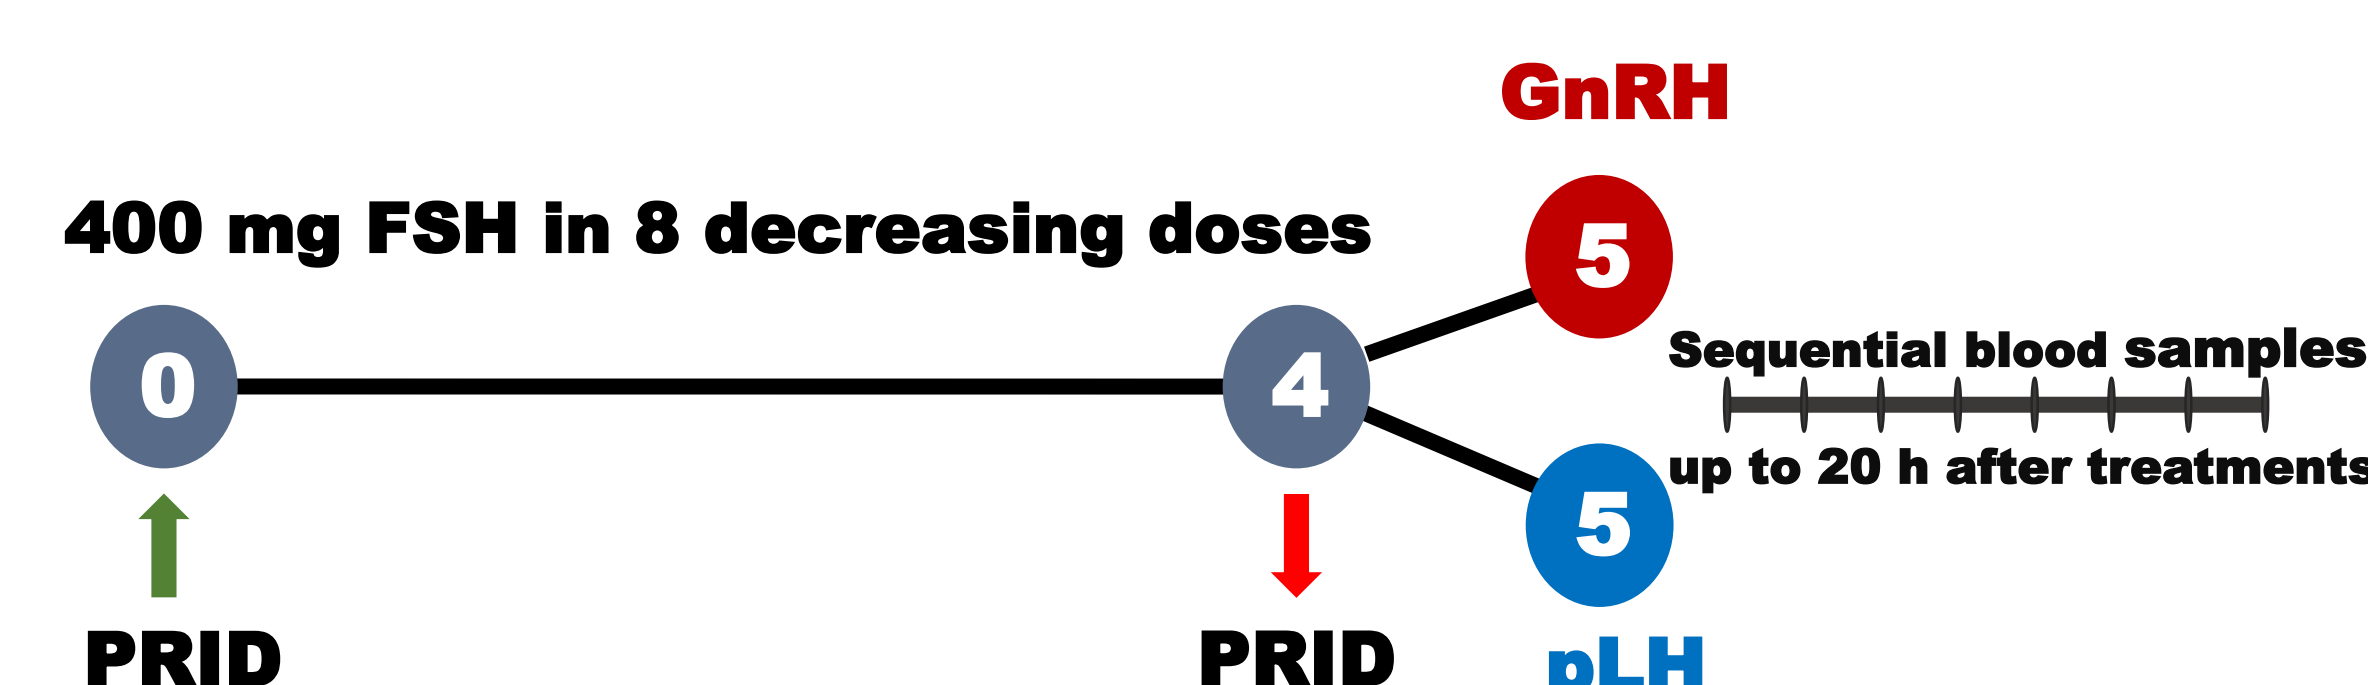 GnRH
400 mg FSH in 8 decreasing doses
5
0
4
Sequential blood samples
up to 20 h after treatments
5
PRID
PRID
pLH